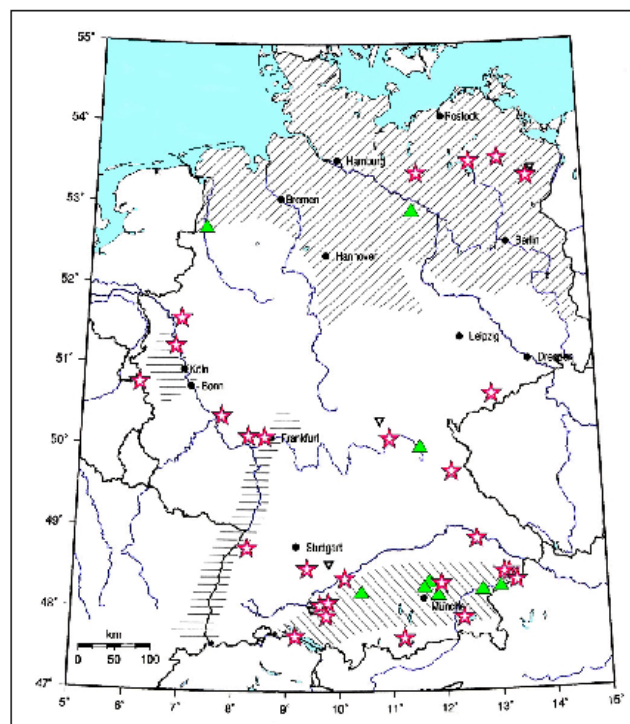 55°
54°
Rostock
Hamburg
53°
Bremen
Berlin
Hannover
52°
Leipzig
51°
Dresden
Köln
Bonn
50°
Frankfurt
49°
Stuttgart
48°
München
km
0 50 100
47°
5° 6° 7° 8° 9° 10° 11° 12° 13° 14° 15°